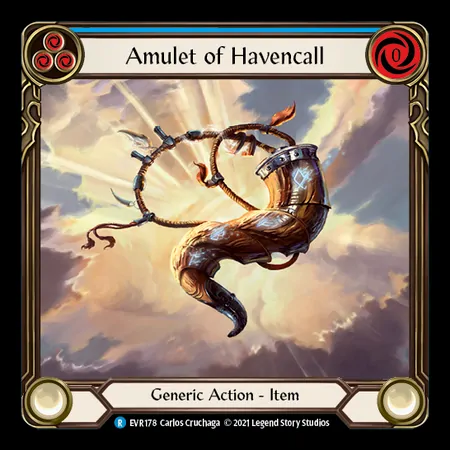 Amulet of Havencall
0
Generic Action - Item
R EVR178 Carlos Cruchaga © 2021 Legend Story Studios